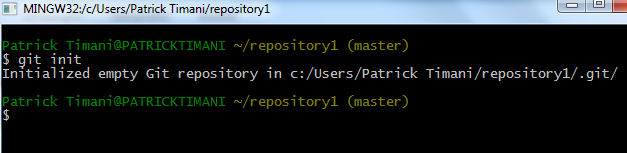 MINGW32:/c/Users/Patrick Timani/repository1
Patrick Timani@PATRICKTIMANI ~/repository1 (master)
$ git init
Initialized empty Git repository in c:/Users/Patrick Timani/repository1/.git/
Patrick Timani@PATRICKTIMANI ~/repository1 (master)
$